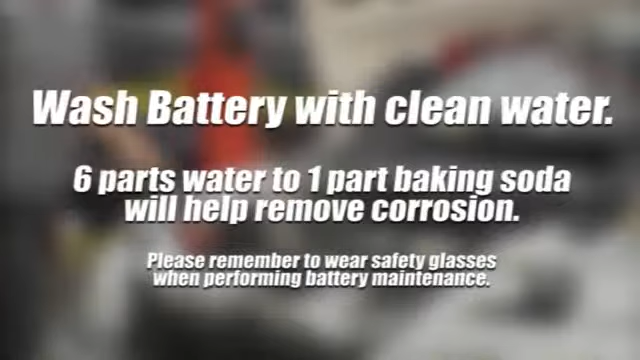 Wash Battery with clean water.
6 parts water to 1 part baking soda
will help remove corrosion.
Please remember to wear safety glasses
when performing battery maintenance.